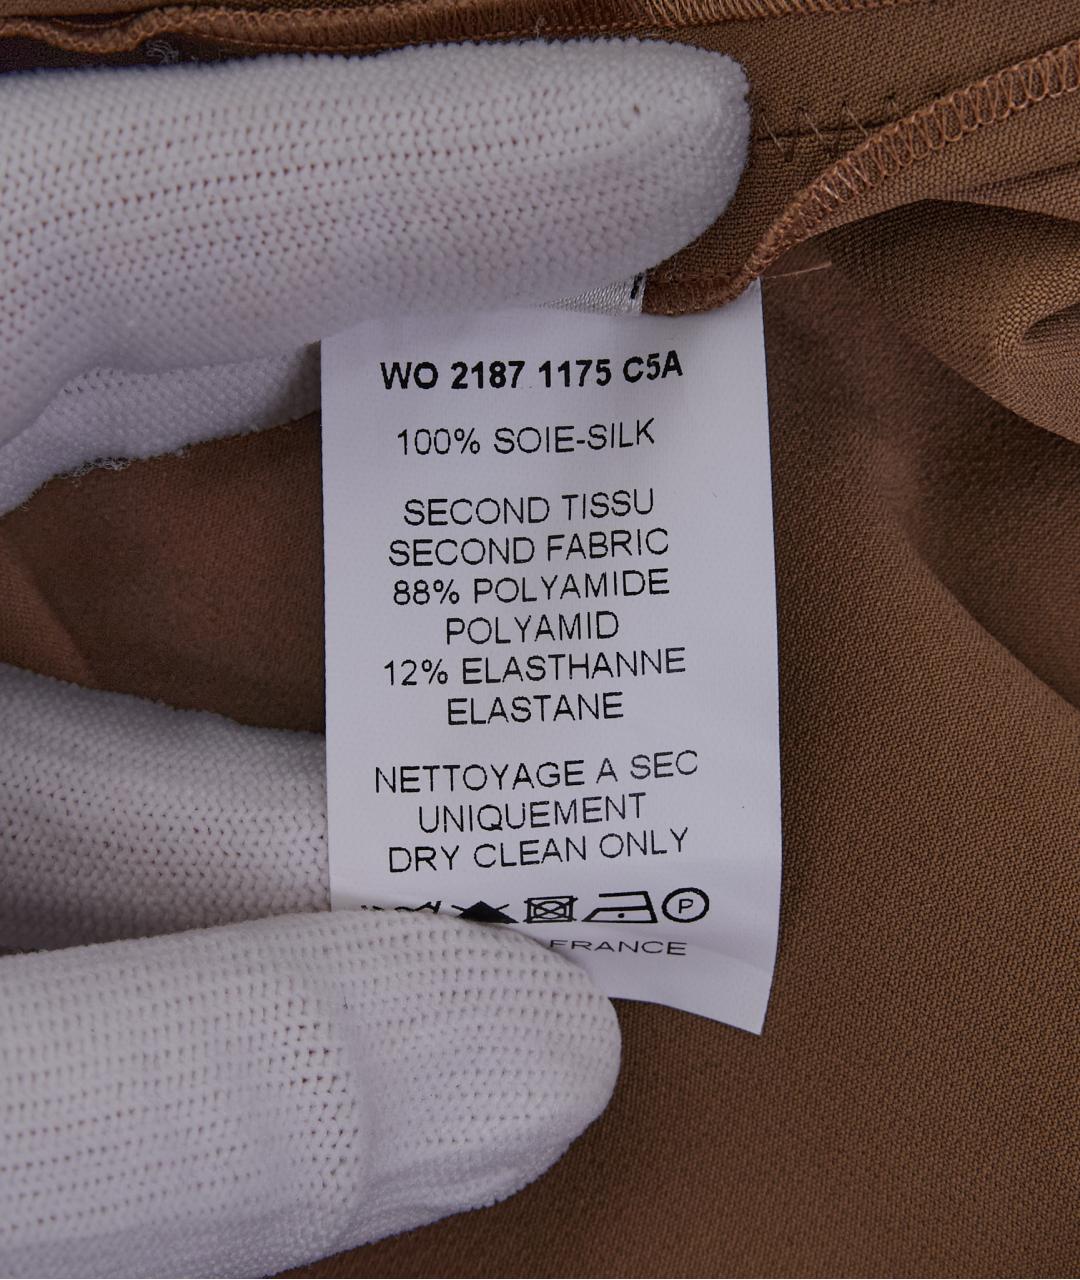 WO 2187 1175 C5A
100% SOIE-SILK
SECOND TISSU
SECOND FABRIC
88% POLYAMIDE
POLYAMID
12% ELASTHANNE
ELASTANE
NETTOYAGE A SEC
UNIQUEMENT
DRY CLEAN ONLY
P
FRANCE